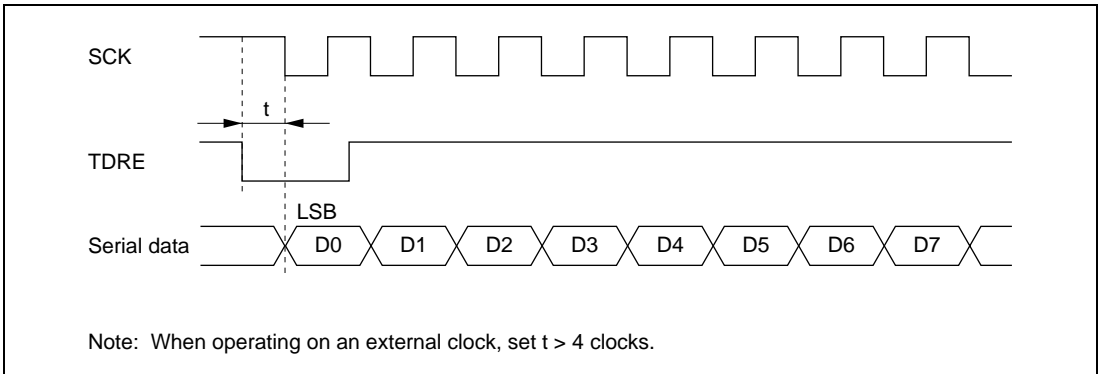 SCK
t
TDRE
LSB
Serial data D0 D1 D2 D3 D4 D5 D6 D7
Note: When operating on an external clock, set t > 4 clocks.